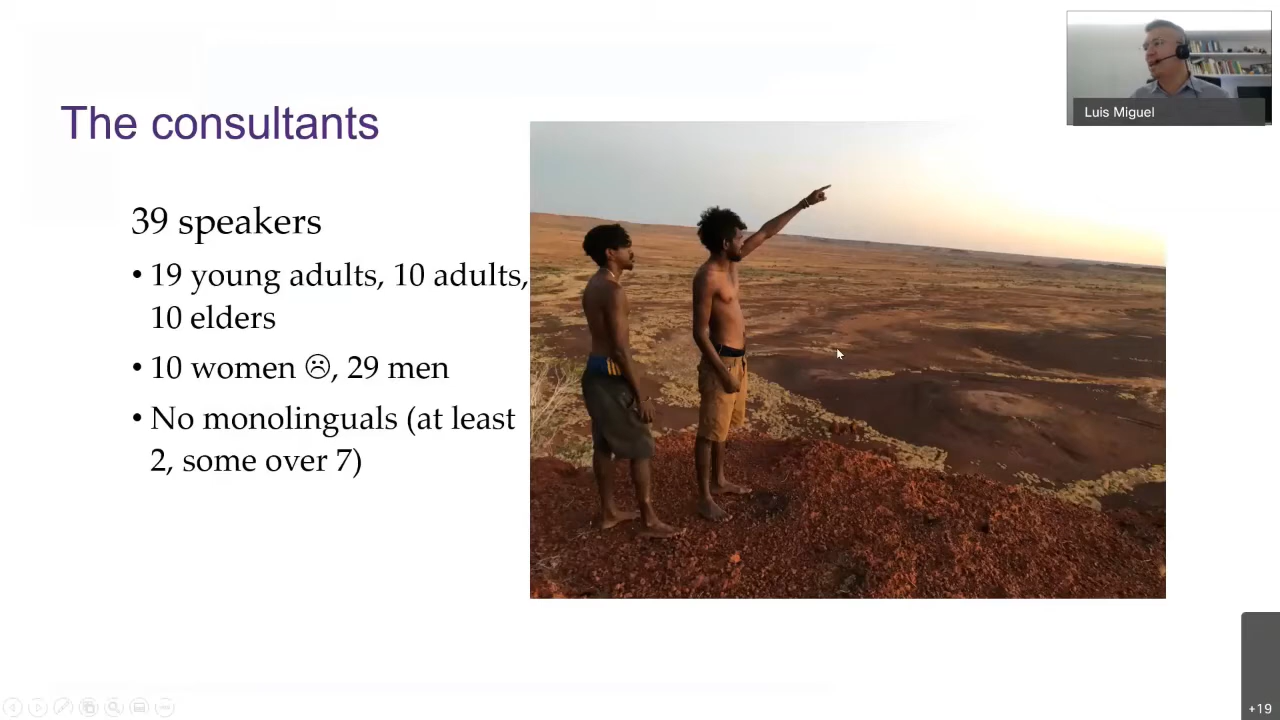 The consultants
39 speakers
• 19 young adults, 10 adults,
10 elders
• 10 women ☹, 29 men
• No monolinguals (at least
2, some over 7)
Luis Miguel
+19